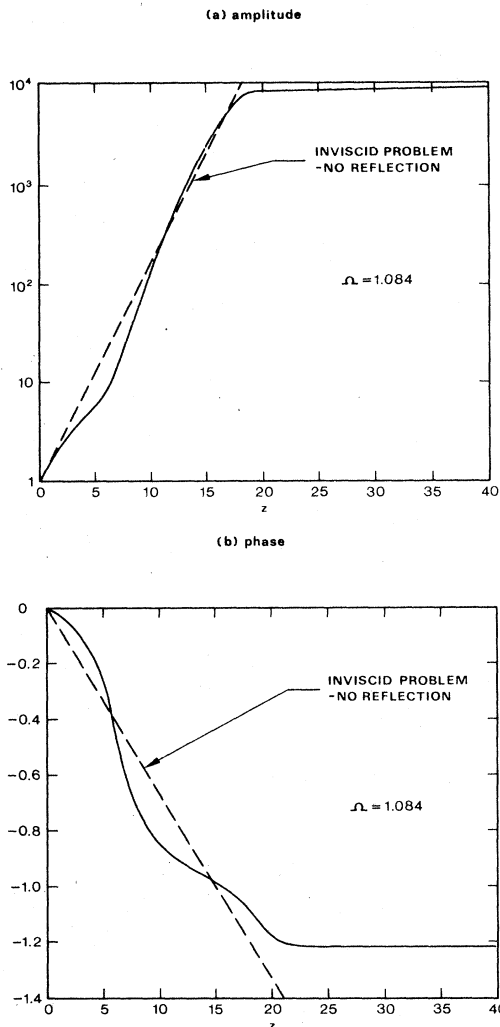 (a) amplitude
10⁴
INVISCID PROBLEM
-NO REFLECTION
10³
Ω = 1.084
10²
10
1
0 5 10 15 20 25 30 35 40
z
(b) phase
0
-0.2
INVISCID PROBLEM
-NO REFLECTION
-0.4
-0.6
Ω = 1.084
-0.8
-1.0
-1.2
-1.4
0 5 10 15 20 25 30 35 40
z